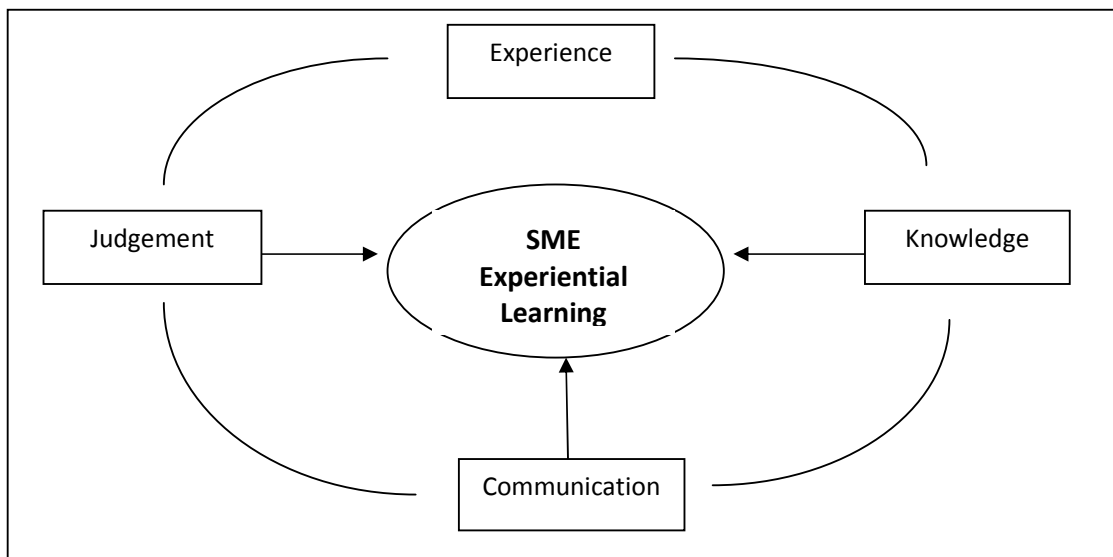 Experience
Judgement
SME
Experiential
Learning
Knowledge
Communication